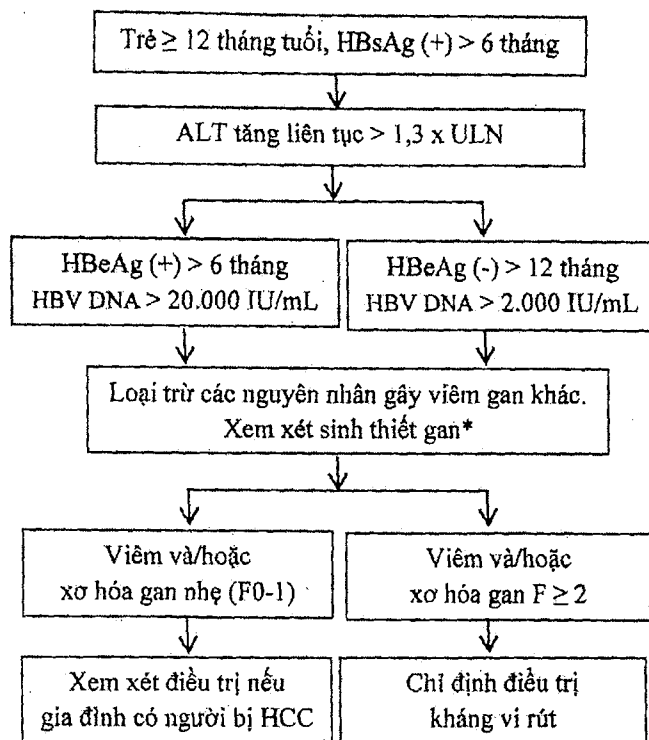 Trẻ ≥ 12 tháng tuổi, HBsAg (+) > 6 tháng
ALT tăng liên tục > 1,3 x ULN
HBeAg (+) > 6 tháng
HBV DNA > 20.000 IU/mL
HBeAg (-) > 12 tháng
HBV DNA > 2.000 IU/mL
Loại trừ các nguyên nhân gây viêm gan khác.
Xem xét sinh thiết gan*
Viêm và/hoặc
xơ hóa gan nhẹ (F0-1)
Viêm và/hoặc
xơ hóa gan F ≥ 2
Xem xét điều trị nếu
gia đình có người bị HCC
Chỉ định điều trị
kháng vi rút